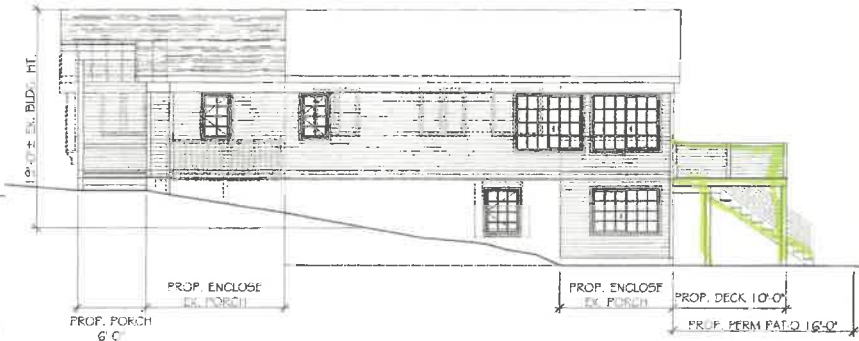 18'-0"± EX. BLDG. HT.
PROP. ENCLOSE
EX. PORCH
PROP. PORCH
6'-0"
PROP. ENCLOSE
EX. PORCH
PROP. DECK 10'-0"
PROP. PERM PATIO 16'-0"